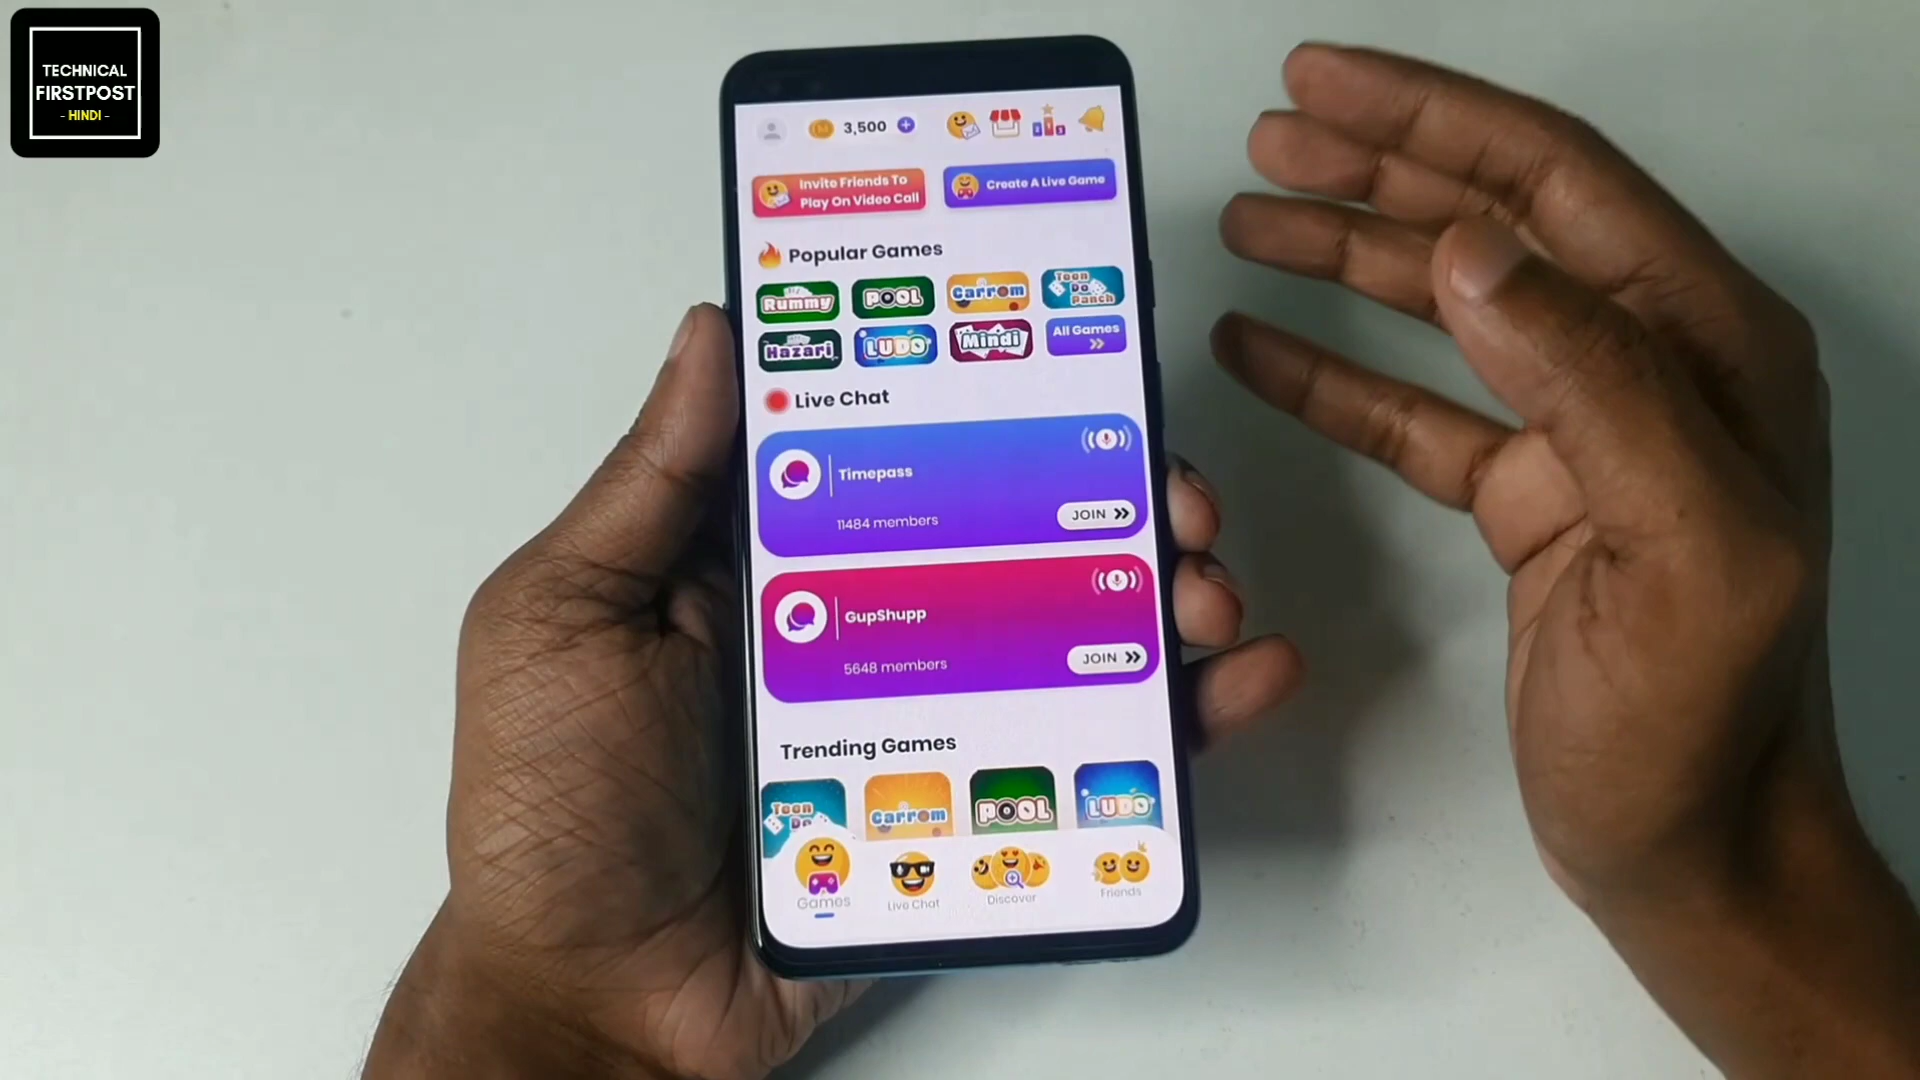 TECHNICAL
FIRSTPOST
- HINDI -
3,500
Invite Friends To
Play On Video Call
Create A Live Game
Popular Games
Rummy
POOL
Carrom
Teen
Do
Panch
Hazari
LUDO
Mindi
All Games
Live Chat
Timepass
11484 members
JOIN
GupShupp
5648 members
JOIN
Trending Games
Teen
Do
Carrom
POOL
LUDO
Games
Live Chat
Discover
Friends